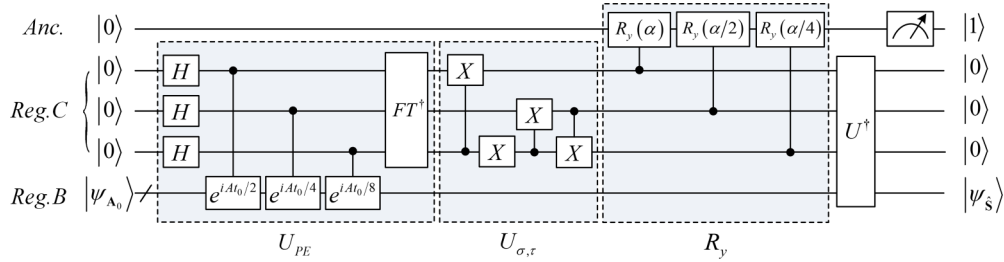 Anc. |0⟩ R_y(α) R_y(α/2) R_y(α/4) |1⟩
|0⟩ H X |0⟩
Reg.C |0⟩ H FT† X U† |0⟩
|0⟩ H X X |0⟩
Reg.B |ψ_{A_0}⟩ e^{iAt_0/2} e^{iAt_0/4} e^{iAt_0/8} |ψ_ŝ⟩
U_{PE} U_{σ,τ} R_y